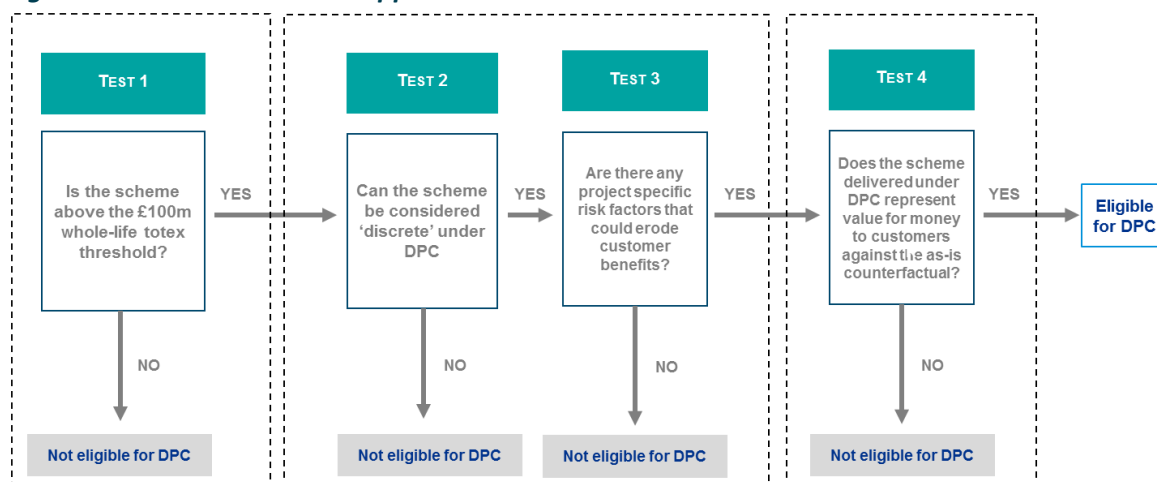 TEST 1
TEST 2
TEST 3
TEST 4
Is the scheme
above the £100m
whole-life totex
threshold?
YES
Can the scheme
be considered
‘discrete’ under
DPC
YES
Are there any
project specific
risk factors that
could erode
customer
benefits?
YES
Does the scheme
delivered under
DPC represent
value for money
to customers
against the as-is
counterfactual?
YES
Eligible
for DPC
NO
NO
NO
NO
Not eligible for DPC
Not eligible for DPC
Not eligible for DPC
Not eligible for DPC